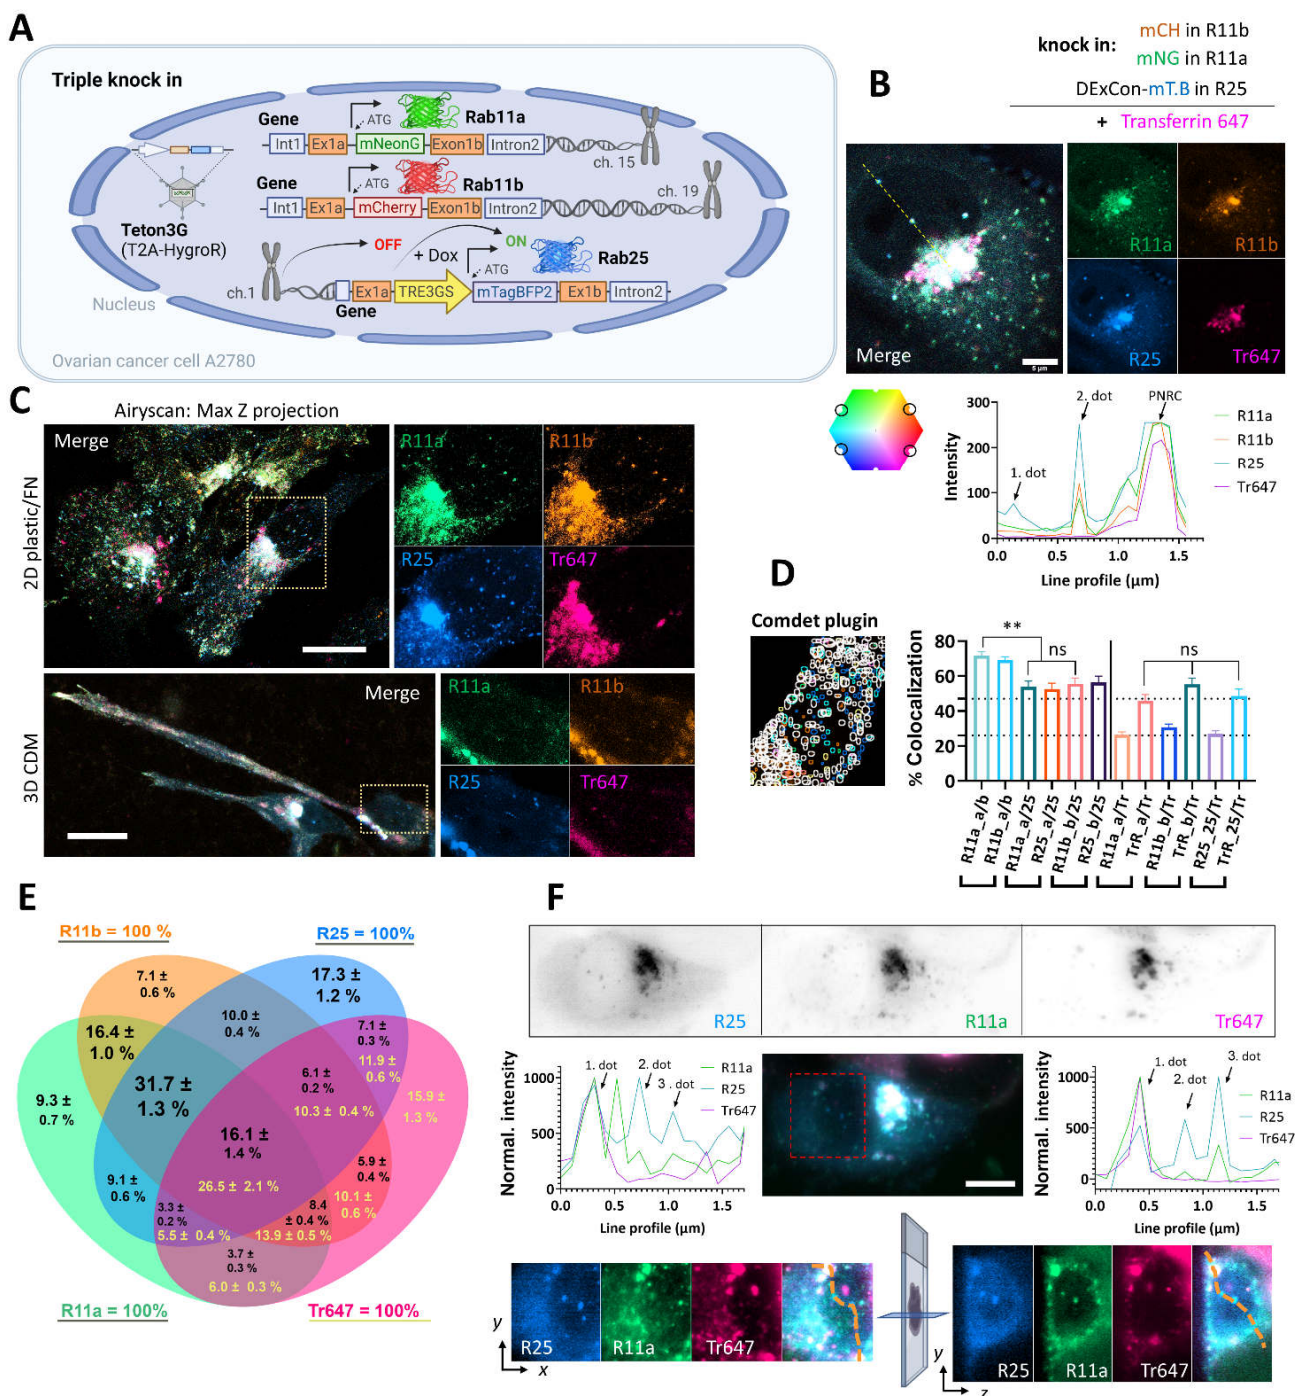 A
Triple knock in
Gene
ATG
Rab11a
Int1
Ex1a
mNeonG
Exon1b
Intron2
ch. 15
Gene
ATG
Rab11b
ch. 19
Int1
Ex1a
mCherry
Exon1b
Intron2
Teton3G
(T2A-HygroR)
OFF
ON
+ Dox
ATG
Rab25
ch.1
Ex1a
TRE3GS
mTagBFP2
Ex1b
Intron2
Gene
Nucleus
Ovarian cancer cell A2780
B
knock in:
mCH in R11b
mNG in R11a
DExCon-mT.B in R25
+ Transferrin 647
R11a
R11b
Merge
5 µm
R25
Tr647
300
200
100
0
Intensity
2. dot
PNRC
1. dot
R11a
R11b
R25
Tr647
0.0
0.5
1.0
1.5
Line profile (µm)
C
Airyscan: Max Z projection
2D plastic/FN
Merge
R11a
R11b
R25
Tr647
3D CDM
Merge
R11a
R11b
R25
Tr647
D
Comdet plugin
% Colocalization
80
60
40
20
0
**
ns
ns
R11a_a/b
R11b_a/b
R11a_a/25
R25_a/25
R11b_b/25
R25_b/25
R11a_a/Tr
TrR_a/Tr
R11b_b/Tr
TrR_b/Tr
R25_25/Tr
TrR_25/Tr
E
R11b = 100 %
R25 = 100%
7.1 ±
0.6 %
17.3 ±
1.2 %
10.0 ±
0.4 %
16.4 ±
1.0 %
7.1 ±
0.3 %
11.9 ±
0.6 %
31.7 ±
1.3 %
6.1 ±
0.2 %
10.3 ± 0.4 %
15.9 ±
1.3 %
9.3 ±
0.7 %
16.1 ±
1.4 %
26.5 ± 2.1 %
5.9 ±
0.4 %
10.1 ±
0.6 %
9.1 ±
0.6 %
3.3 ±
0.2 %
5.5 ± 0.4 %
8.4
± 0.4 %
13.9 ± 0.5 %
3.7 ±
0.3 %
6.0 ± 0.3 %
R11a = 100%
Tr647 = 100%
F
R25
R11a
Tr647
Normal. intensity
1000
500
0
1. dot
2. dot
3 . dot
R11a
R25
Tr647
0.0
0.5
1.0
1.5
Line profile (µm)
Normal. intensity
1000
500
0
1. dot
2. dot
3. dot
R11a
R25
Tr647
0.0
0.5
1.0
1.5
Line profile (µm)
y
x
R25
R11a
Tr647
y
z
R25
R11a
Tr647